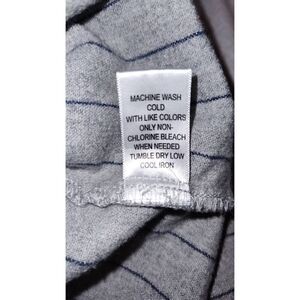 MACHINE WASH
COLD
WITH LIKE COLORS
ONLY NON-
CHLORINE BLEACH
WHEN NEEDED
TUMBLE DRY LOW
COOL IRON